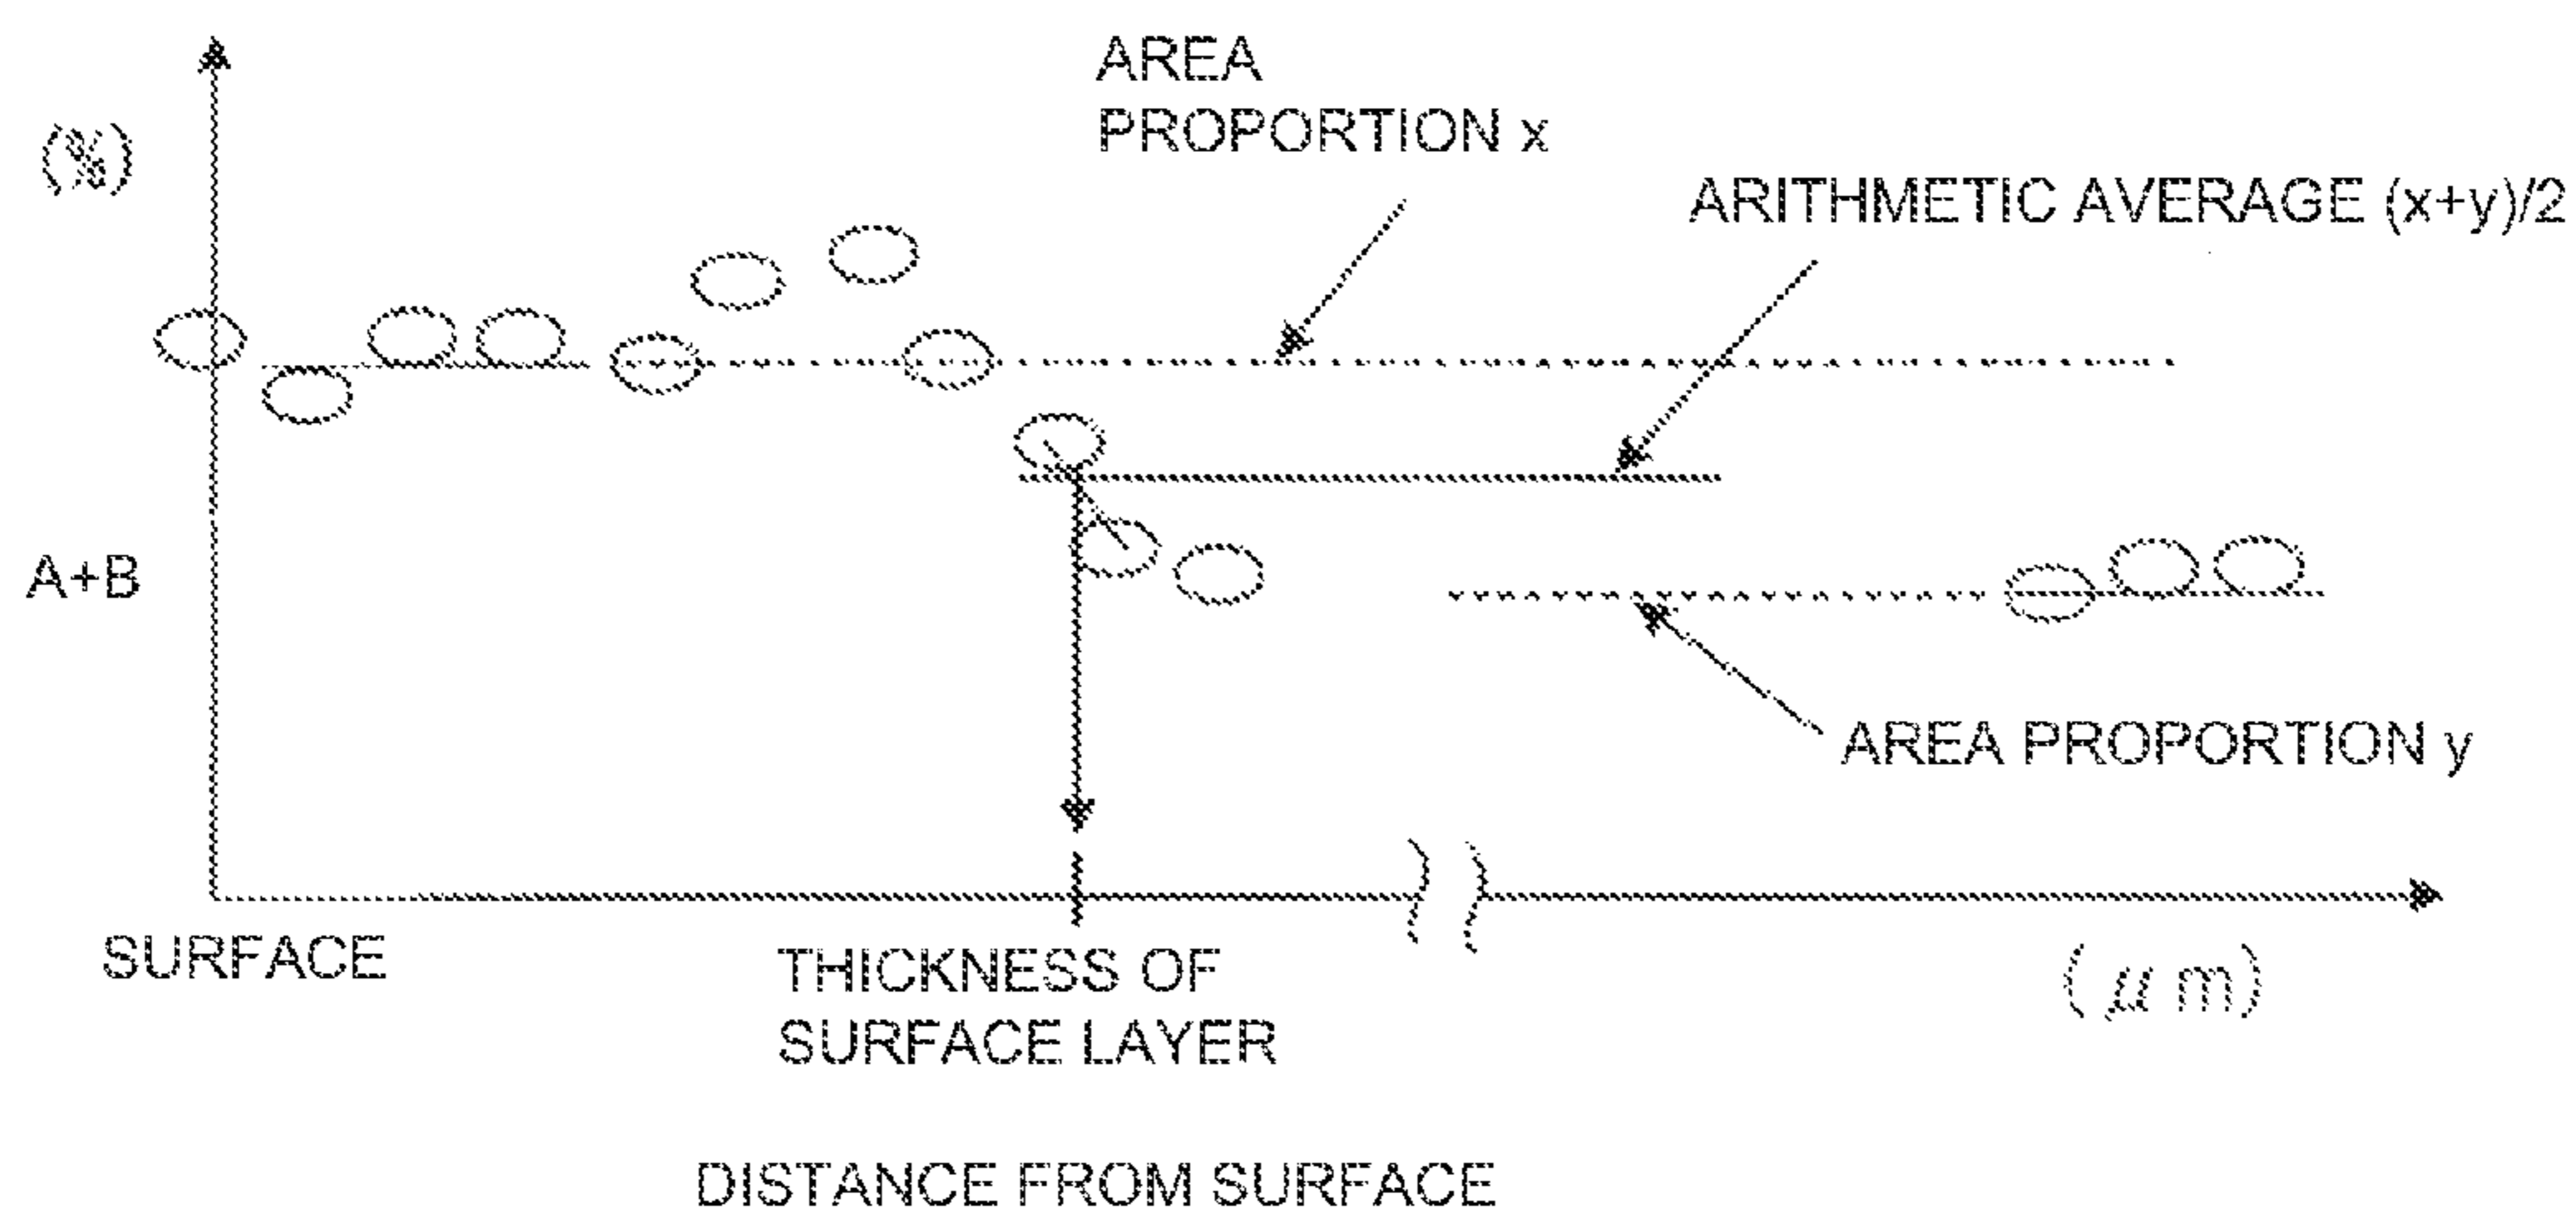 AREA
PROPORTION x
(%)
ARITHMETIC AVERAGE (x+y)/2
A+B
AREA PROPORTION y
SURFACE
THICKNESS OF
SURFACE LAYER
(μm)
DISTANCE FROM SURFACE